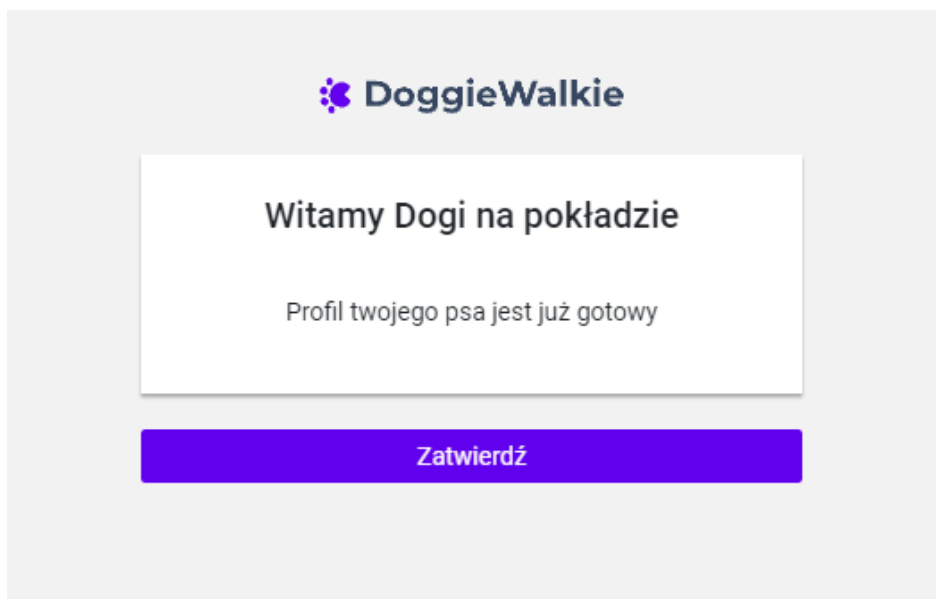 DoggieWalkie
Witamy Dogi na pokładzie
Profil twojego psa jest już gotowy
Zatwierdź